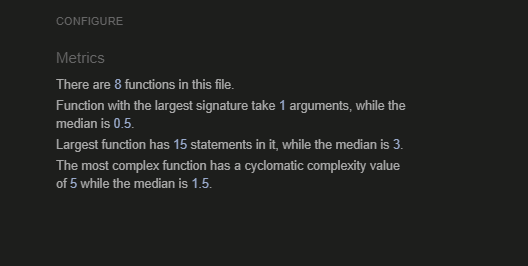 CONFIGURE
Metrics
There are 8 functions in this file.
Function with the largest signature take 1 arguments, while the
median is 0.5.
Largest function has 15 statements in it, while the median is 3.
The most complex function has a cyclomatic complexity value
of 5 while the median is 1.5.